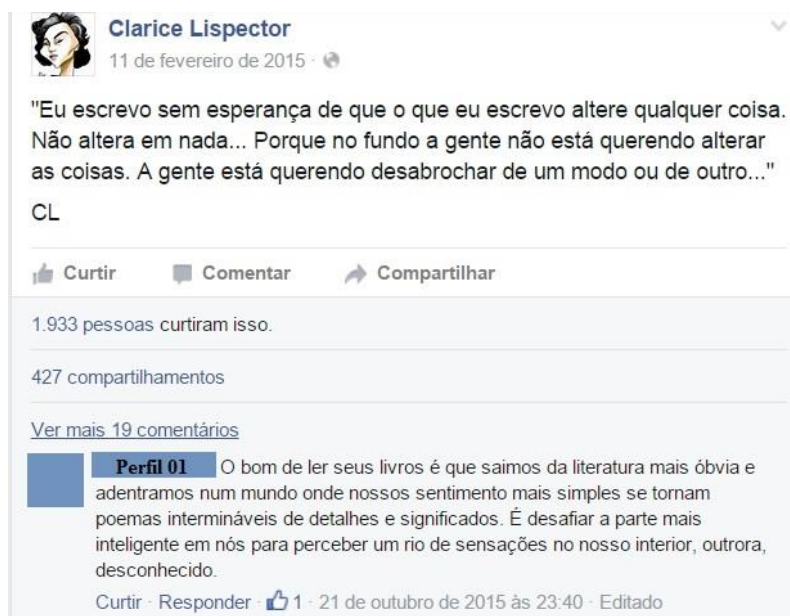 Clarice Lispector
11 de fevereiro de 2015 ·
"Eu escrevo sem esperança de que o que eu escrevo altere qualquer coisa.
Não altera em nada... Porque no fundo a gente não está querendo alterar
as coisas. A gente está querendo desabrochar de um modo ou de outro..."
CL
Curtir Comentar Compartilhar
1.933 pessoas curtiram isso.
427 compartilhamentos
Ver mais 19 comentários
Perfil 01 O bom de ler seus livros é que saimos da literatura mais óbvia e
adentramos num mundo onde nossos sentimento mais simples se tornam
poemas intermináveis de detalhes e significados. É desafiar a parte mais
inteligente em nós para perceber um rio de sensações no nosso interior, outrora,
desconhecido.
Curtir · Responder · 1 · 21 de outubro de 2015 às 23:40 · Editado